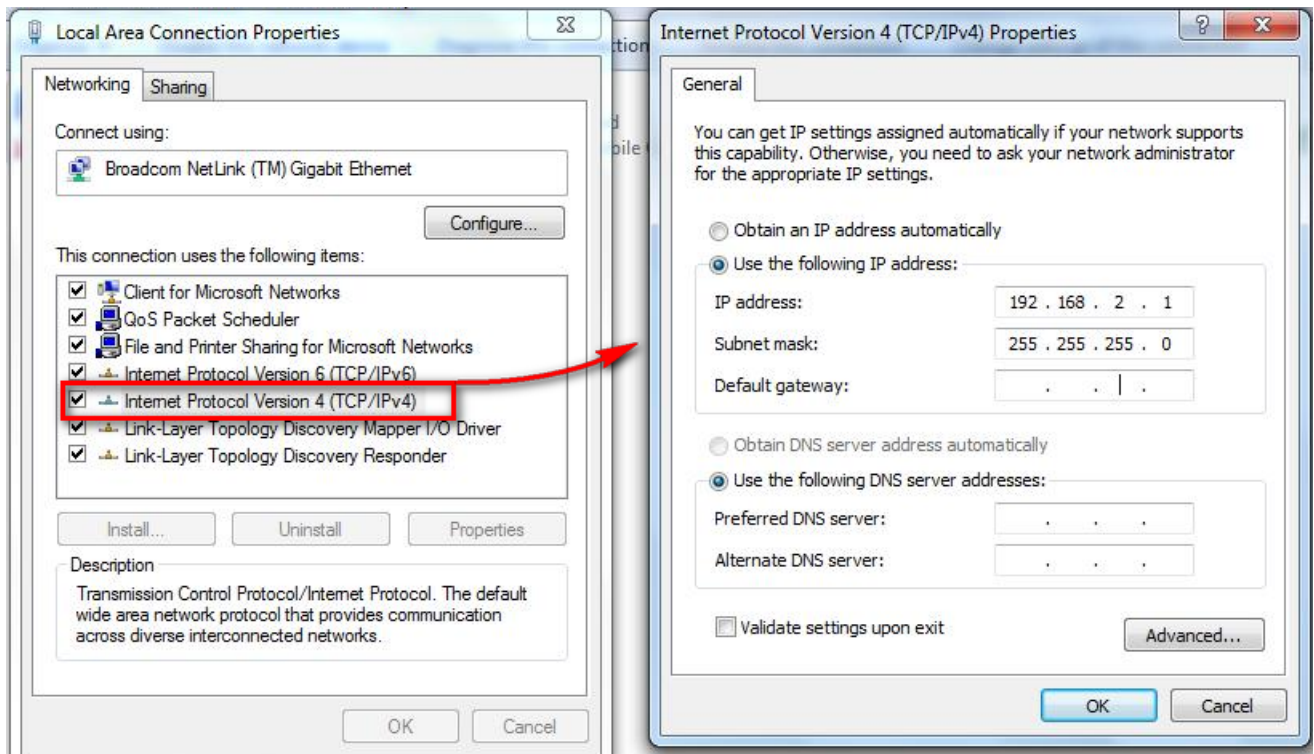 Local Area Connection Properties
Networking
Sharing
Connect using:
Broadcom NetLink (TM) Gigabit Ethernet
Configure...
This connection uses the following items:
Client for Microsoft Networks
QoS Packet Scheduler
File and Printer Sharing for Microsoft Networks
Internet Protocol Version 6 (TCP/IPv6)
Internet Protocol Version 4 (TCP/IPv4)
Link-Layer Topology Discovery Mapper I/O Driver
Link-Layer Topology Discovery Responder
Install...
Uninstall
Properties
Description
Transmission Control Protocol/Internet Protocol. The default
wide area network protocol that provides communication
across diverse interconnected networks.
OK
Cancel
Internet Protocol Version 4 (TCP/IPv4) Properties
General
You can get IP settings assigned automatically if your network supports
this capability. Otherwise, you need to ask your network administrator
for the appropriate IP settings.
Obtain an IP address automatically
Use the following IP address:
IP address: 192 . 168 . 2 . 1
Subnet mask: 255 . 255 . 255 . 0
Default gateway: . . .
Obtain DNS server address automatically
Use the following DNS server addresses:
Preferred DNS server: . . .
Alternate DNS server: . . .
Validate settings upon exit
Advanced...
OK
Cancel